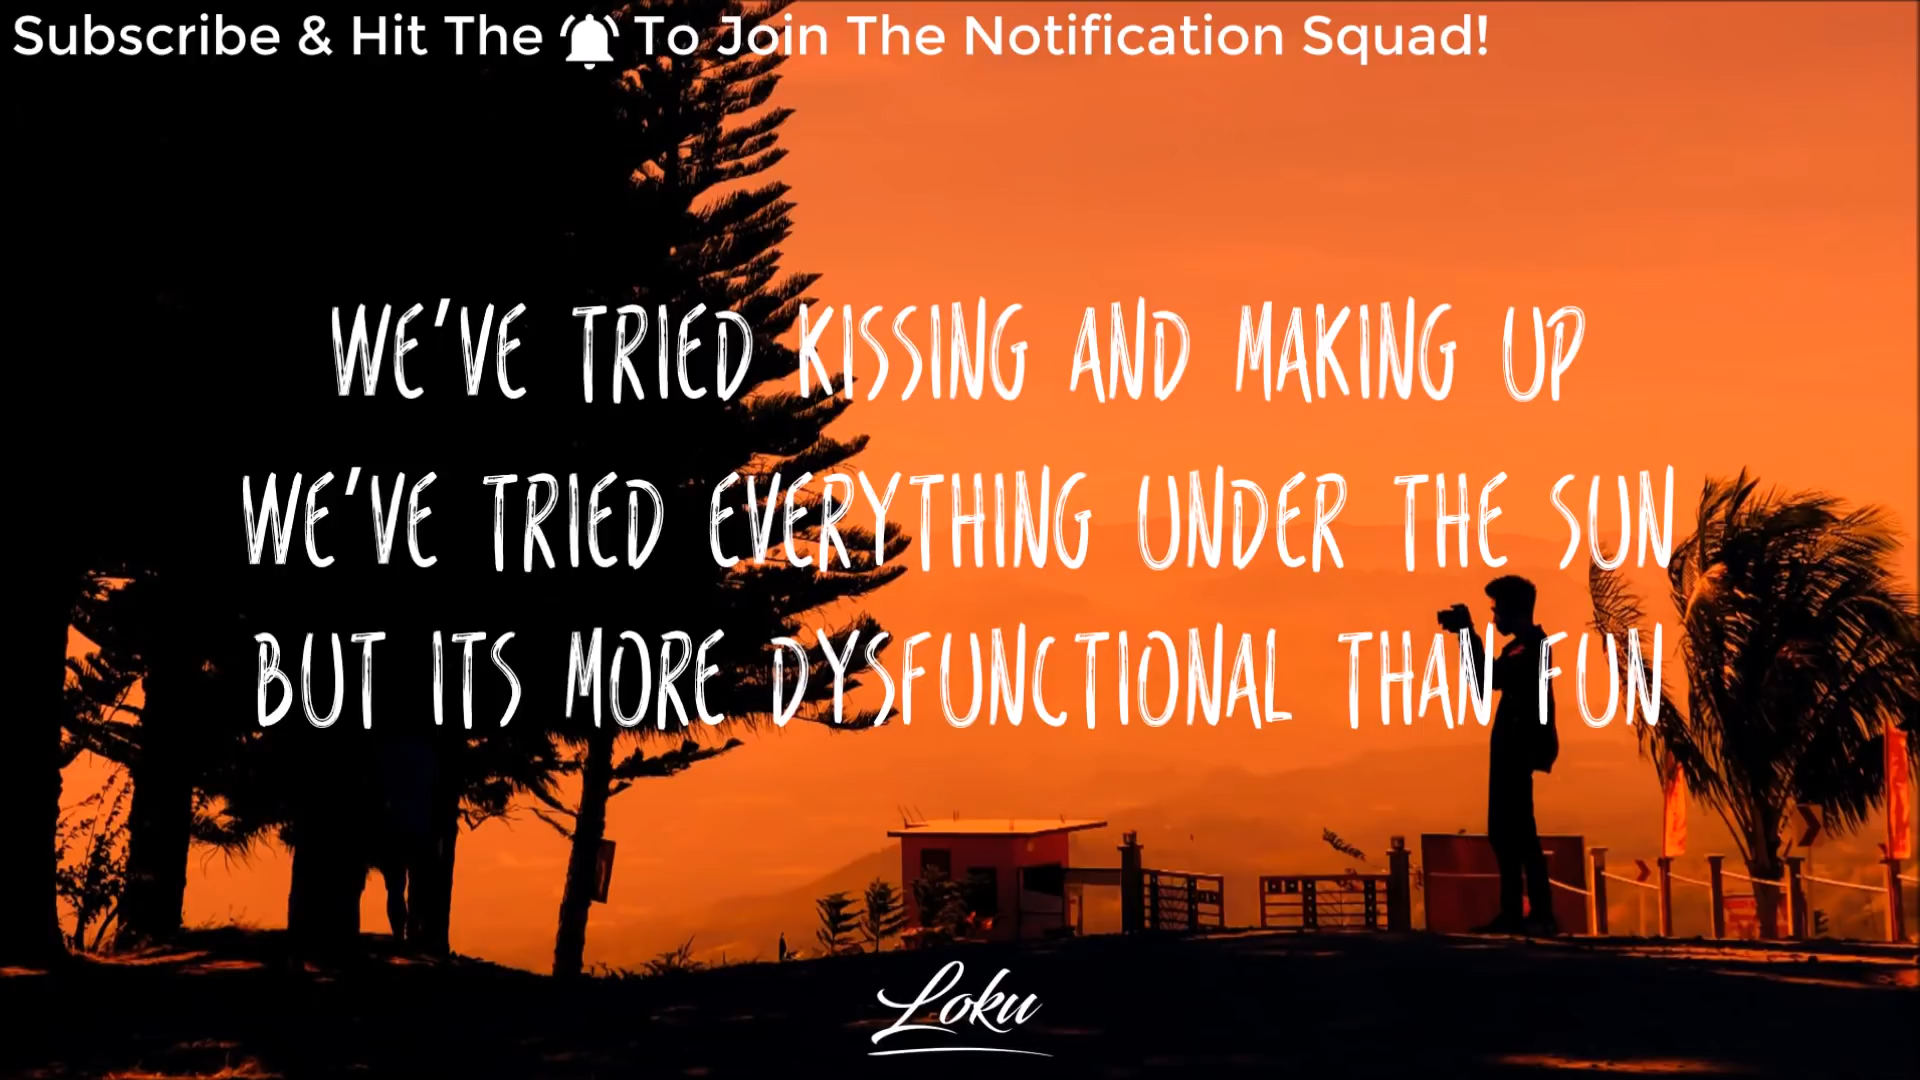 Subscribe & Hit The 🔔 To Join The Notification Squad!
WE'VE TRIED KISSING AND MAKING UP
WE'VE TRIED EVERYTHING UNDER THE SUN
BUT ITS MORE DYSFUNCTIONAL THAN FUN
Loku